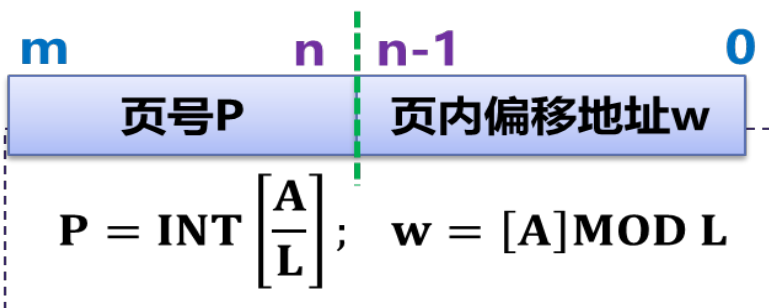 m n n-1 0
页号P 页内偏移地址w
P = INT [A/L] ; w = [A]MOD L